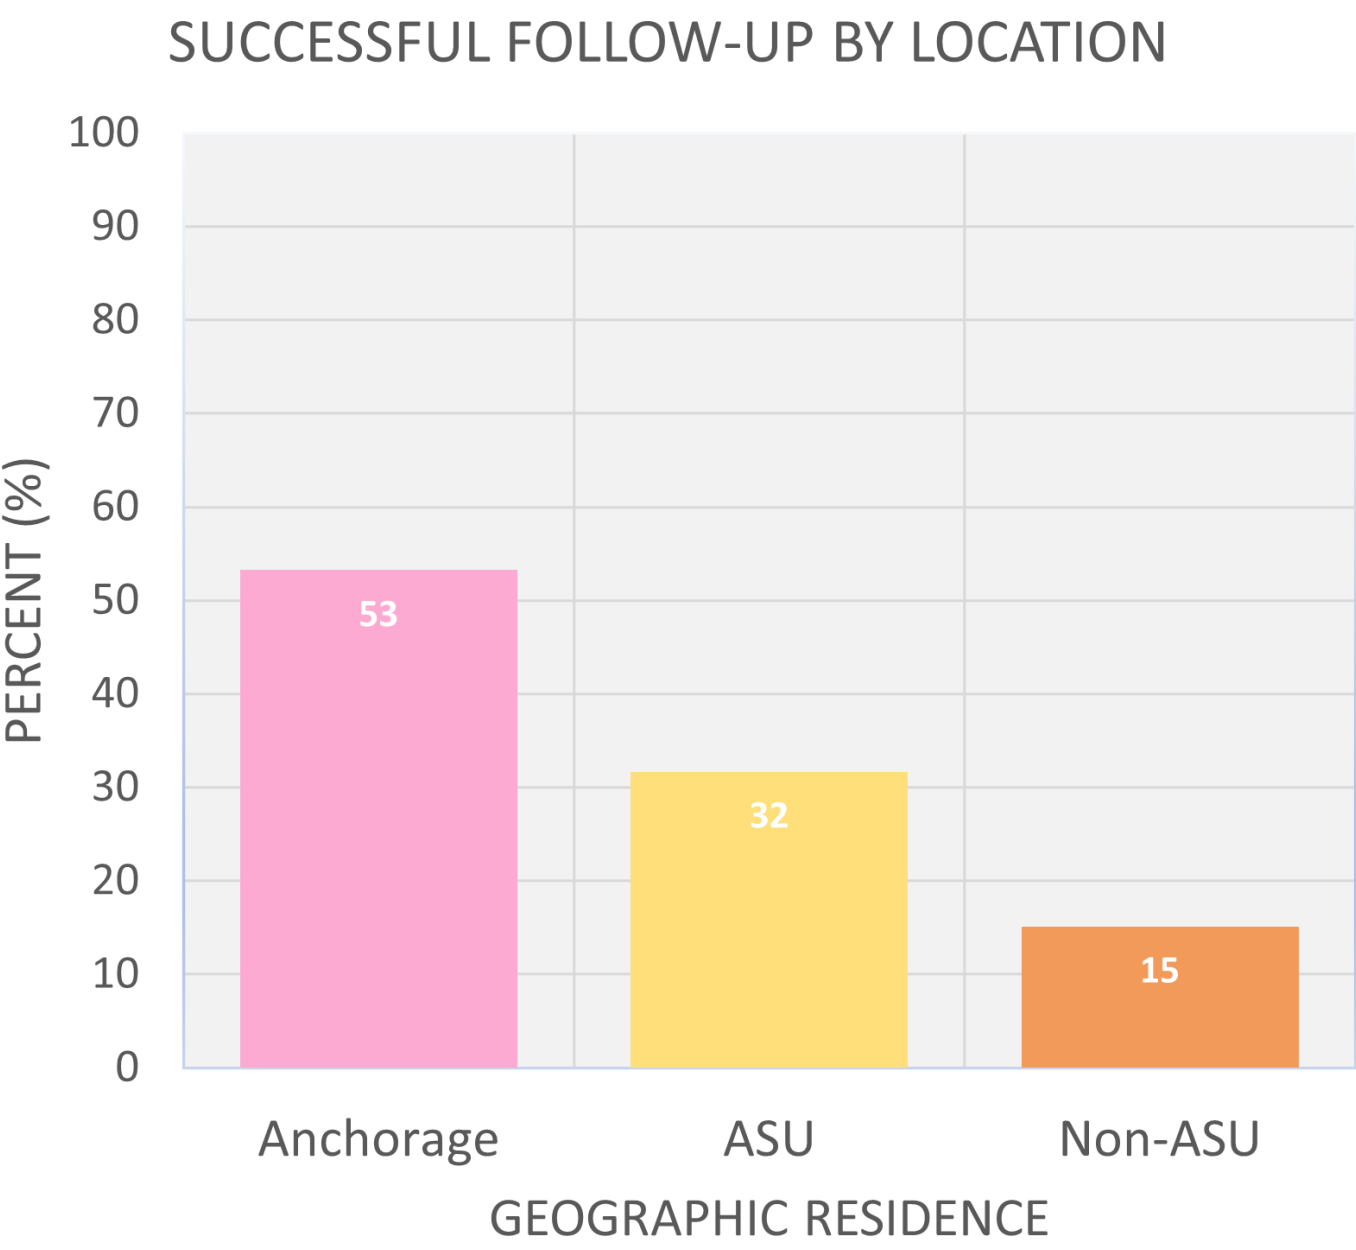 SUCCESSFUL FOLLOW-UP BY LOCATION
100
90
80
70
60
50
40
30
20
10
0
PERCENT (%)
53
32
15
Anchorage
ASU
Non-ASU
GEOGRAPHIC RESIDENCE